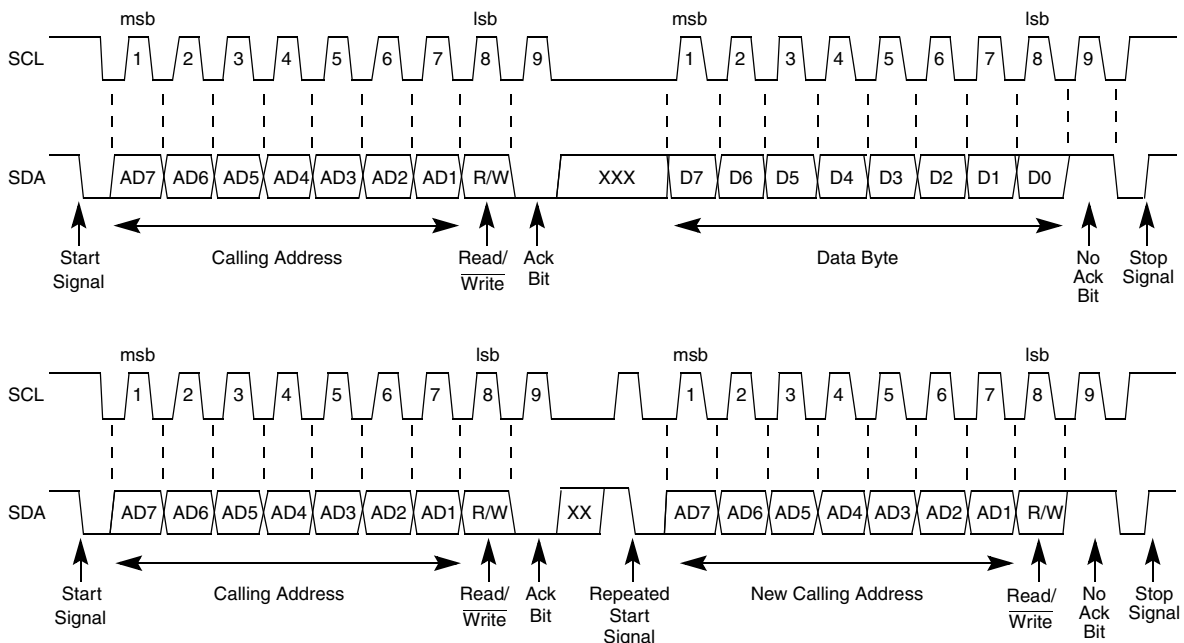 msb lsb msb lsb
SCL 1 2 3 4 5 6 7 8 9 1 2 3 4 5 6 7 8 9
SDA AD7 AD6 AD5 AD4 AD3 AD2 AD1 R/W XXX D7 D6 D5 D4 D3 D2 D1 D0
Start Signal
Calling Address
Read/ Write
Ack Bit
Data Byte
No Ack Bit
Stop Signal
msb lsb msb lsb
SCL 1 2 3 4 5 6 7 8 9 1 2 3 4 5 6 7 8 9
SDA AD7 AD6 AD5 AD4 AD3 AD2 AD1 R/W XX AD7 AD6 AD5 AD4 AD3 AD2 AD1 R/W
Start Signal
Calling Address
Read/ Write
Ack Bit
Repeated Start Signal
New Calling Address
Read/ Write
No Ack Bit
Stop Signal